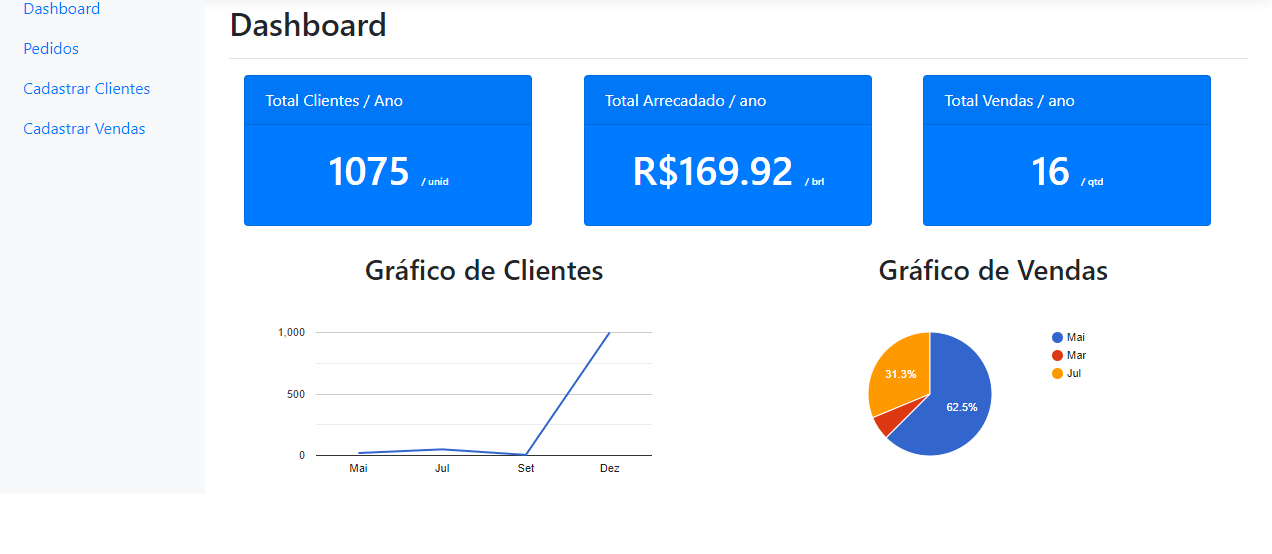 Dashboard
Pedidos
Cadastrar Clientes
Cadastrar Vendas
Dashboard
Total Clientes / Ano
1075 / unid
Total Arrecadado / ano
R$169.92 / brl
Total Vendas / ano
16 / qtd
Gráfico de Clientes
1,000
500
0
Mai Jul Set Dez
Gráfico de Vendas
31.3%
62.5%
Mai
Mar
Jul